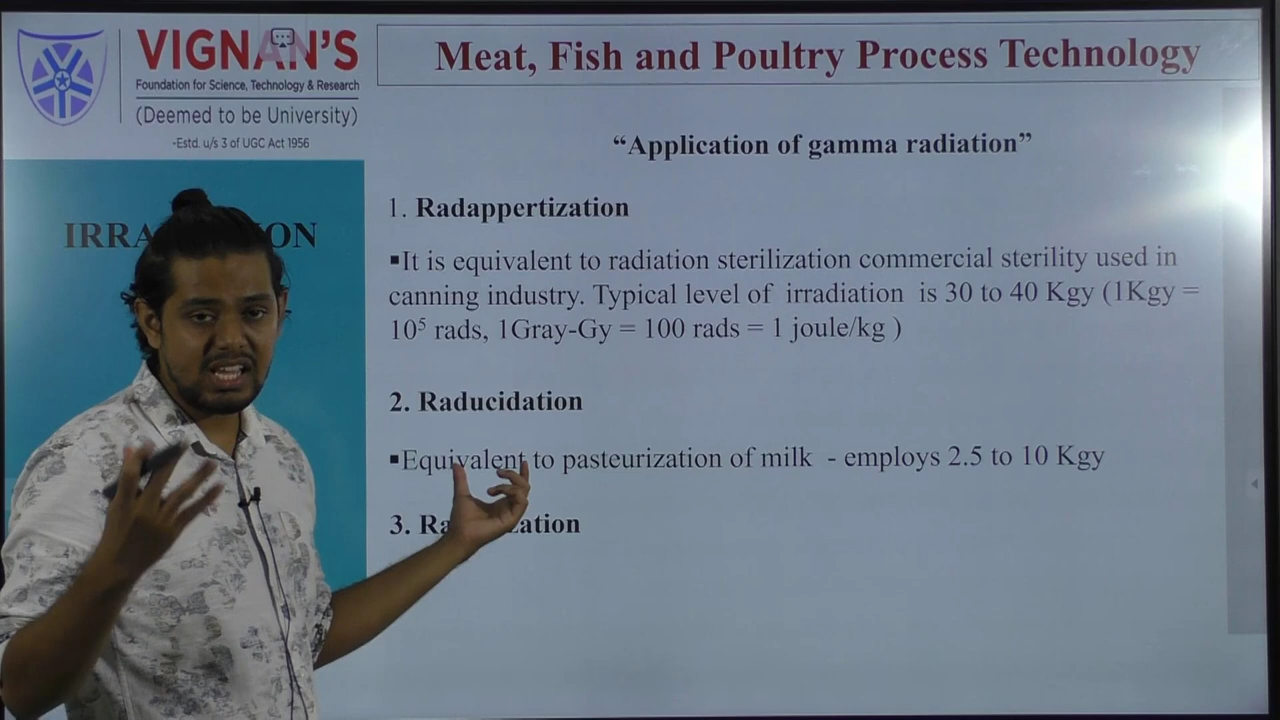 VIGNAN'S
Foundation for Science, Technology & Research
(Deemed to be University)
-Estd. u/s 3 of UGC Act 1956
Meat, Fish and Poultry Process Technology
“Application of gamma radiation”
1. Radappertization
▪It is equivalent to radiation sterilization commercial sterility used in
canning industry. Typical level of irradiation is 30 to 40 Kgy (1Kgy =
10⁵ rads, 1Gray-Gy = 100 rads = 1 joule/kg )
2. Raducidation
▪Equivalent to pasteurization of milk - employs 2.5 to 10 Kgy
3.